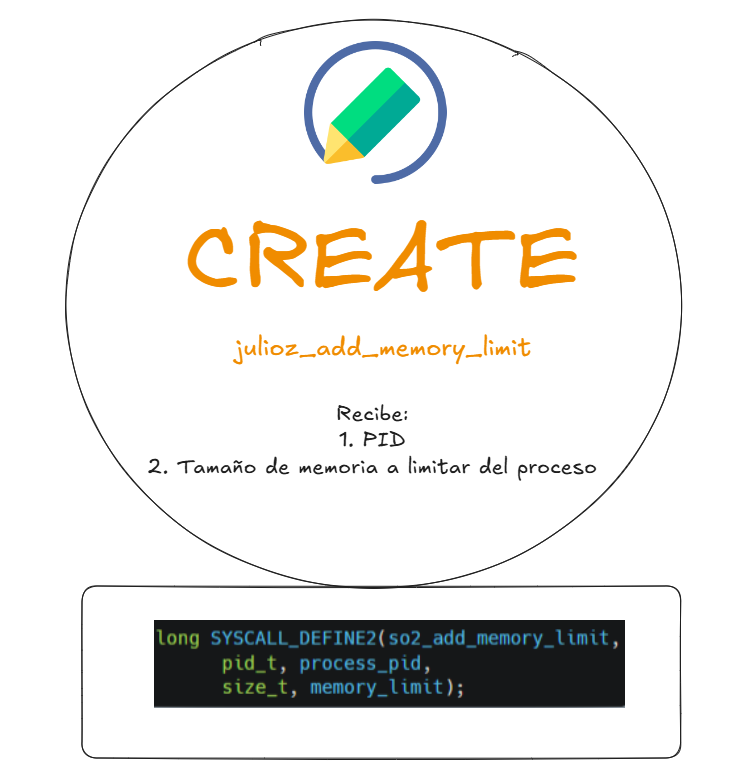 CREATE
julioz_add_memory_limit
Recibe:
1. PID
2. Tamaño de memoria a limitar del proceso
long SYSCALL_DEFINE2(so2_add_memory_limit,
pid_t, process_pid,
size_t, memory_limit);